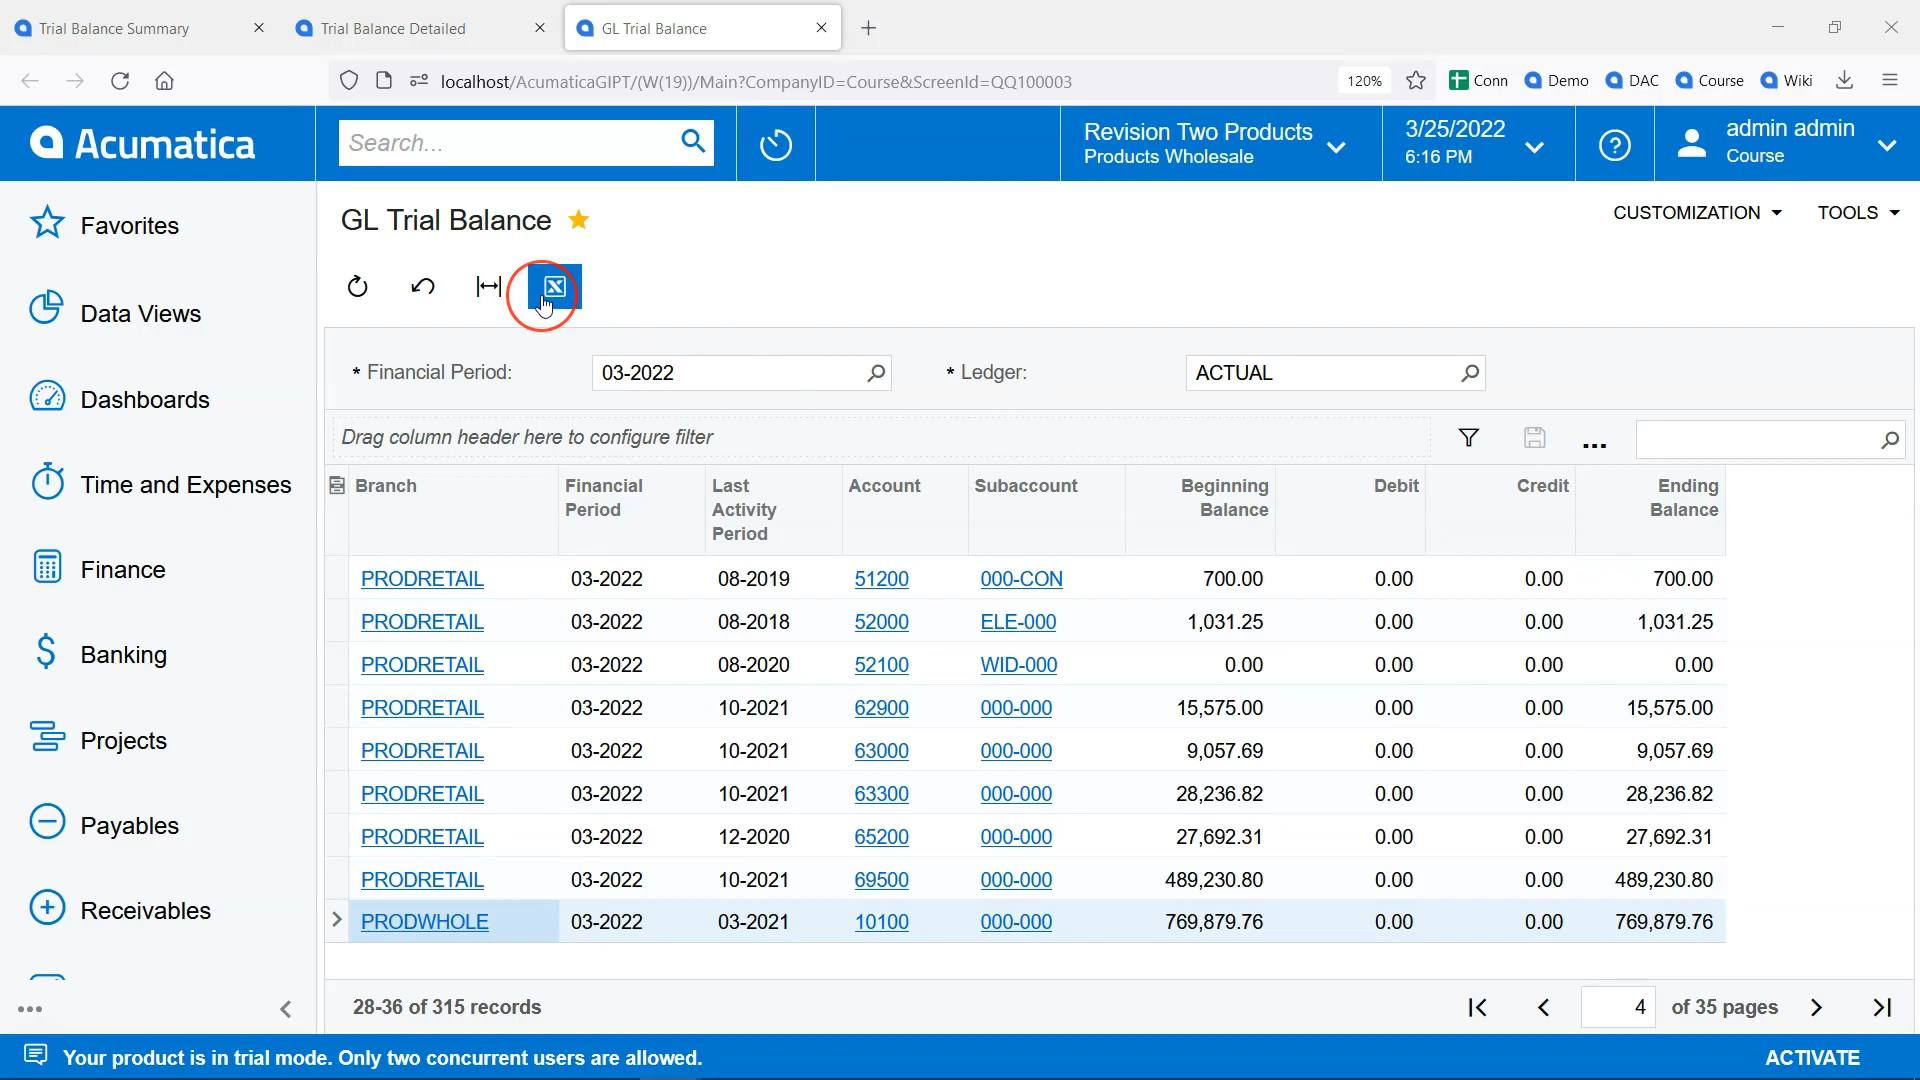 Trial Balance Summary
Trial Balance Detailed
GL Trial Balance
localhost/AcumaticaGIPT/(W(19))/Main?CompanyID=Course&ScreenId=QQ100003
120%
Conn
Demo
DAC
Course
Wiki
Acumatica
Search...
Revision Two Products
Products Wholesale
3/25/2022
6:16 PM
admin admin
Course
Favorites
Data Views
Dashboards
Time and Expenses
Finance
Banking
Projects
Payables
Receivables
GL Trial Balance
CUSTOMIZATION
TOOLS
* Financial Period: 03-2022 * Ledger: ACTUAL
Drag column header here to configure filter
Branch Financial Period Last Activity Period Account Subaccount Beginning Balance Debit Credit Ending Balance
PRODRETAIL 03-2022 08-2019 51200 000-CON 700.00 0.00 0.00 700.00
PRODRETAIL 03-2022 08-2018 52000 ELE-000 1,031.25 0.00 0.00 1,031.25
PRODRETAIL 03-2022 08-2020 52100 WID-000 0.00 0.00 0.00 0.00
PRODRETAIL 03-2022 10-2021 62900 000-000 15,575.00 0.00 0.00 15,575.00
PRODRETAIL 03-2022 10-2021 63000 000-000 9,057.69 0.00 0.00 9,057.69
PRODRETAIL 03-2022 10-2021 63300 000-000 28,236.82 0.00 0.00 28,236.82
PRODRETAIL 03-2022 12-2020 65200 000-000 27,692.31 0.00 0.00 27,692.31
PRODRETAIL 03-2022 10-2021 69500 000-000 489,230.80 0.00 0.00 489,230.80
PRODWHOLE 03-2022 03-2021 10100 000-000 769,879.76 0.00 0.00 769,879.76
28-36 of 315 records
4 of 35 pages
Your product is in trial mode. Only two concurrent users are allowed.
ACTIVATE